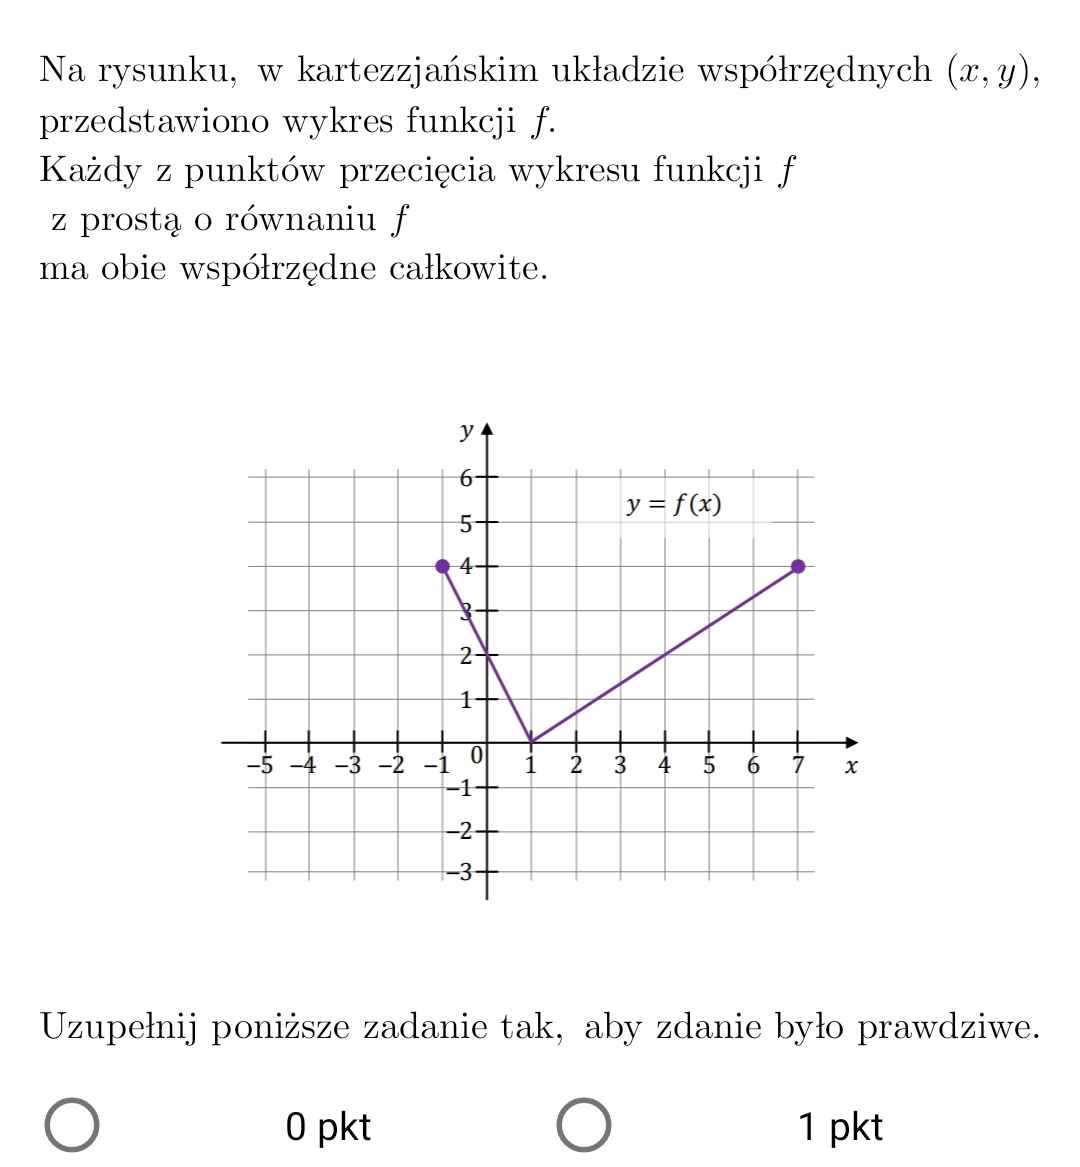 Na rysunku, w kartezzjańskim układzie współrzędnych (x, y),
przedstawiono wykres funkcji f.
Każdy z punktów przecięcia wykresu funkcji f
z prostą o równaniu f
ma obie współrzędne całkowite.
y
6
y = f(x)
5
4
3
2
1
0
−5 −4 −3 −2 −1 1 2 3 4 5 6 7 x
−1
−2
−3
Uzupełnij poniższe zadanie tak, aby zdanie było prawdziwe.
0 pkt 1 pkt